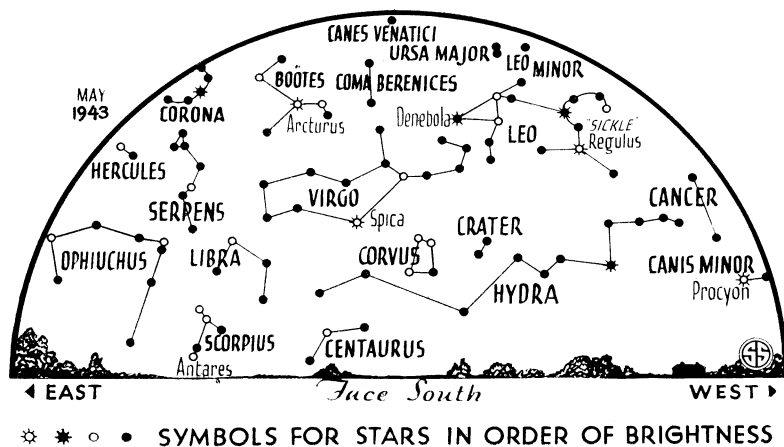 CANES VENATICI
URSA MAJOR
LEO
MINOR
BOÖTES
COMA BERENICES
MAY
1943
CORONA
Arcturus
Denebola
LEO
"SICKLE"
Regulus
HERCULES
VIRGO
CANCER
SERPENS
Spica
CRATER
OPHIUCHUS
LIBRA
CORVUS
CANIS MINOR
Procyon
HYDRA
SCORPIUS
CENTAURUS
Antares
EAST
Face South
WEST
SYMBOLS FOR STARS IN ORDER OF BRIGHTNESS